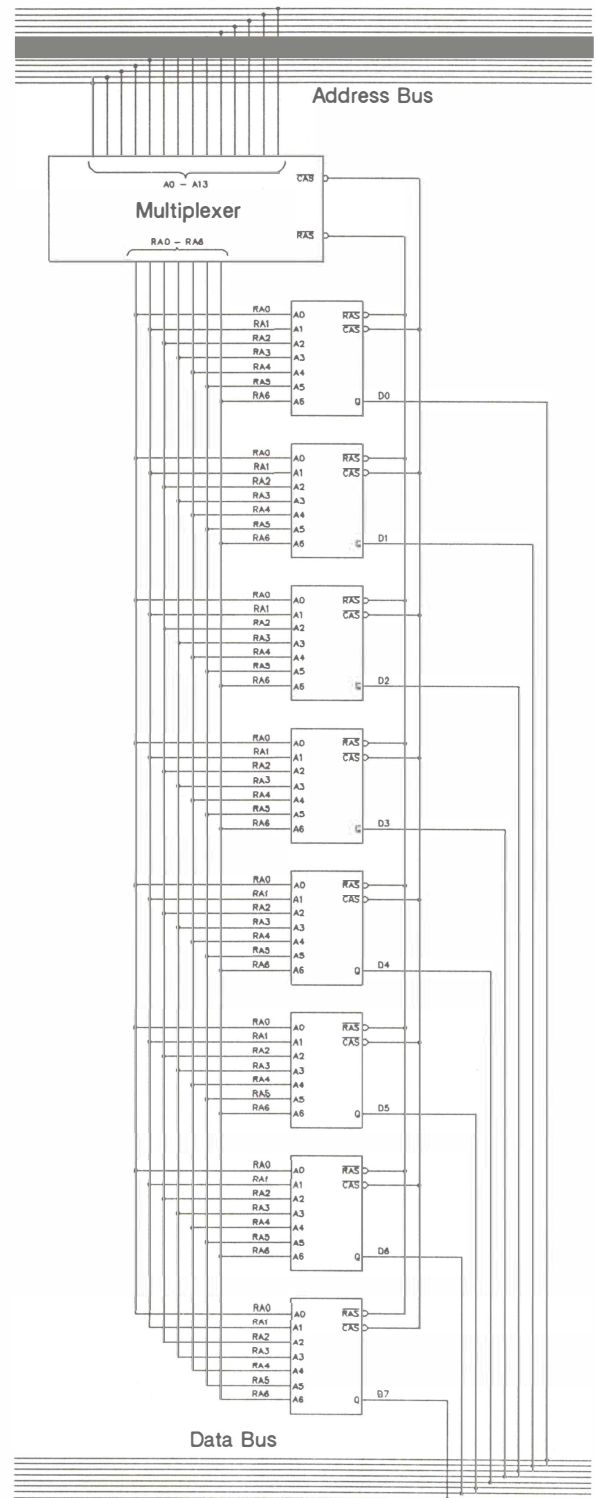 Address Bus
A0 - A13
CAS
Multiplexer
RAS
RA0 - RA6
RA0 A0 RAS
RA1 A1 CAS
RA2 A2
RA3 A3
RA4 A4
RA5 A5
RA6 A6 Q D0
RA0 A0 RAS
RA1 A1 CAS
RA2 A2
RA3 A3
RA4 A4
RA5 A5
RA6 A6 D1
RA0 A0 RAS
RA1 A1 CAS
RA2 A2
RA3 A3
RA4 A4
RA5 A5
RA6 A6 D2
RA0 A0 RAS
RA1 A1 CAS
RA2 A2
RA3 A3
RA4 A4
RA5 A5
RA6 A6 D3
RA0 A0 RAS
RA1 A1 CAS
RA2 A2
RA3 A3
RA4 A4
RA5 A5
RA6 A6 Q D4
RA0 A0 RAS
RA1 A1 CAS
RA2 A2
RA3 A3
RA4 A4
RA5 A5
RA6 A6 Q D5
RA0 A0 RAS
RA1 A1 CAS
RA2 A2
RA3 A3
RA4 A4
RA5 A5
RA6 A6 Q D6
RA0 A0 RAS
RA1 A1 CAS
RA2 A2
RA3 A3
RA4 A4
RA5 A5
RA6 A6 Q D7
Data Bus